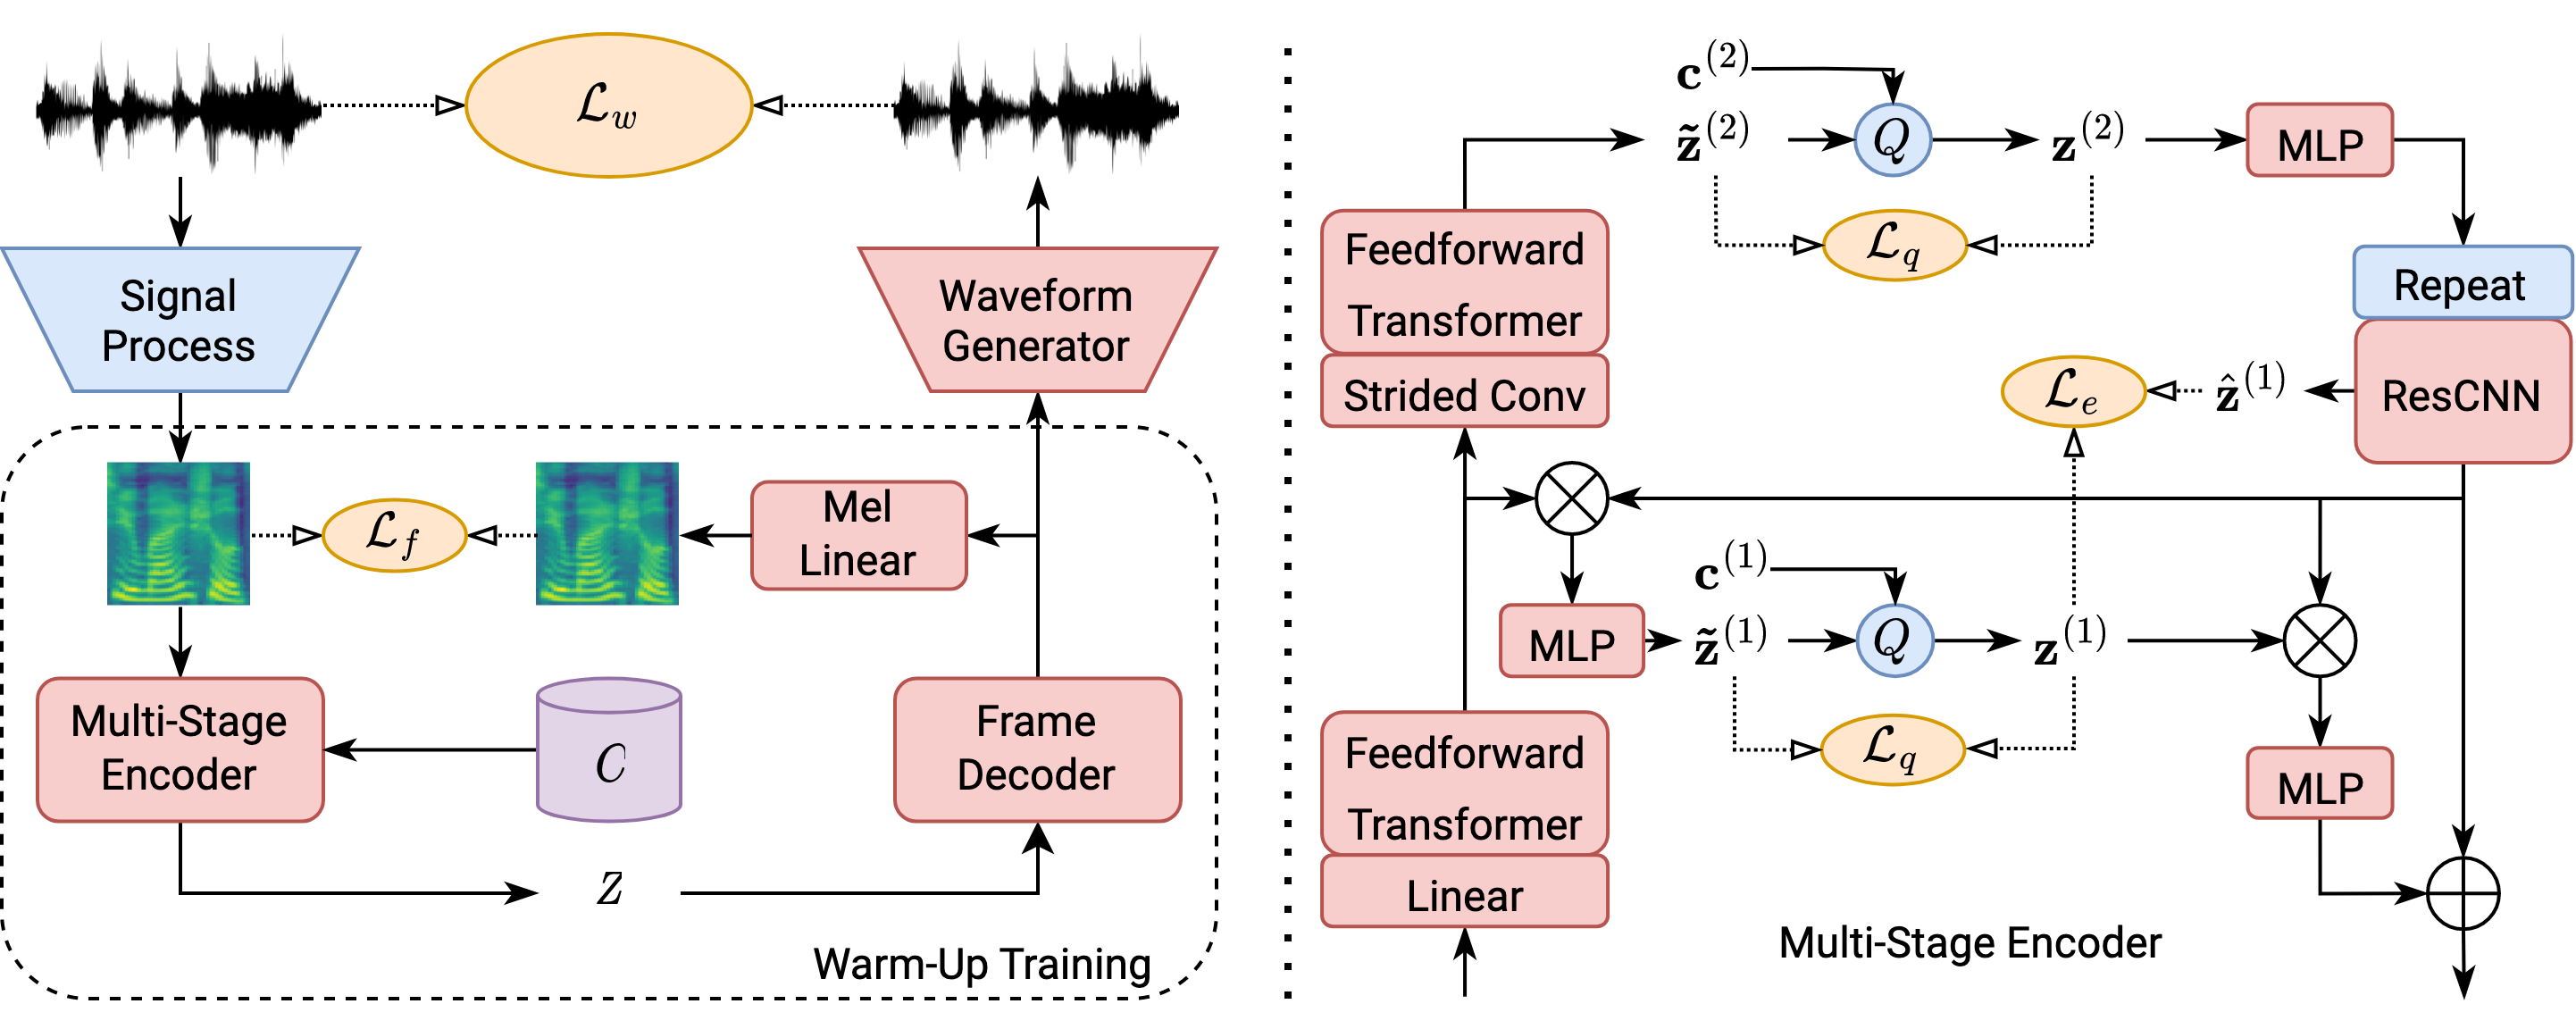 $\mathcal{L}_w$
Signal
Process
Waveform
Generator
$\mathcal{L}_f$
Mel
Linear
Multi-Stage
Encoder
$C$
Frame
Decoder
$Z$
Warm-Up Training
$\mathbf{c}^{(2)}$
$\tilde{\mathbf{z}}^{(2)}$
$Q$
$\mathbf{z}^{(2)}$
MLP
Feedforward
Transformer
$\mathcal{L}_q$
Repeat
Strided Conv
$\mathcal{L}_e$
$\hat{\mathbf{z}}^{(1)}$
ResCNN
$\mathbf{c}^{(1)}$
MLP
$\tilde{\mathbf{z}}^{(1)}$
$Q$
$\mathbf{z}^{(1)}$
Feedforward
Transformer
$\mathcal{L}_q$
MLP
Linear
Multi-Stage Encoder